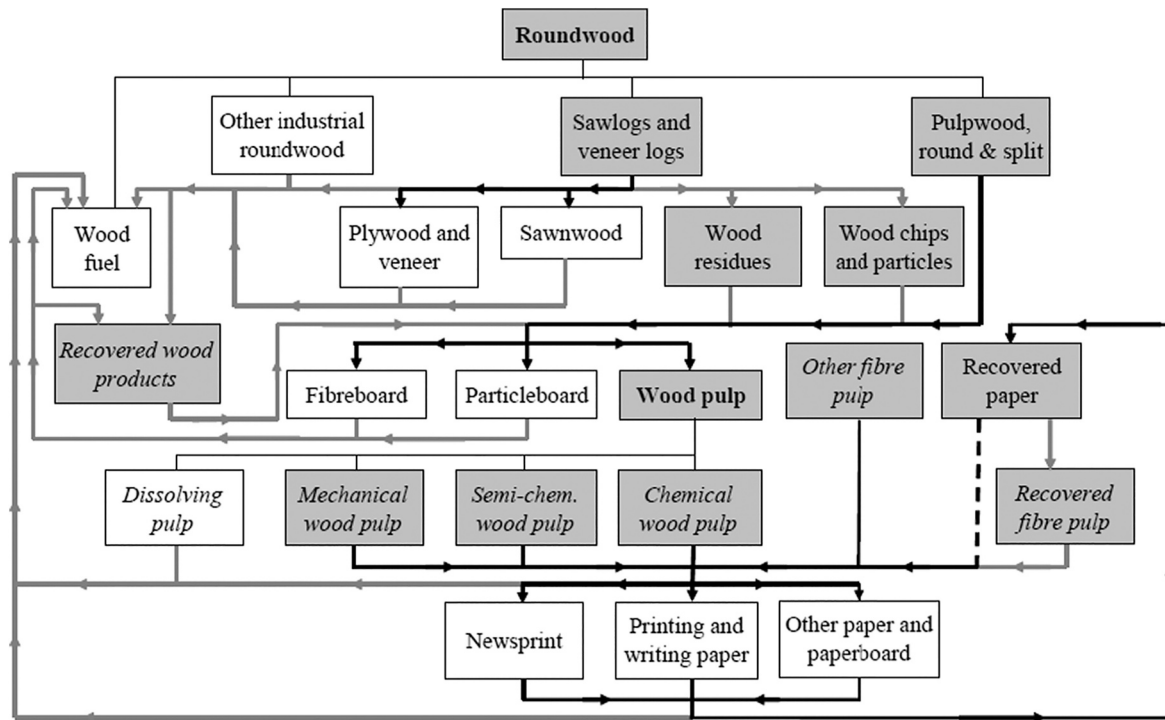 Roundwood
Other industrial
roundwood
Sawlogs and
veneer logs
Pulpwood,
round & split
Wood
fuel
Plywood and
veneer
Sawnwood
Wood
residues
Wood chips
and particles
Recovered wood
products
Fibreboard
Particleboard
Wood pulp
Other fibre
pulp
Recovered
paper
Dissolving
pulp
Mechanical
wood pulp
Semi-chem.
wood pulp
Chemical
wood pulp
Recovered
fibre pulp
Newsprint
Printing and
writing paper
Other paper and
paperboard